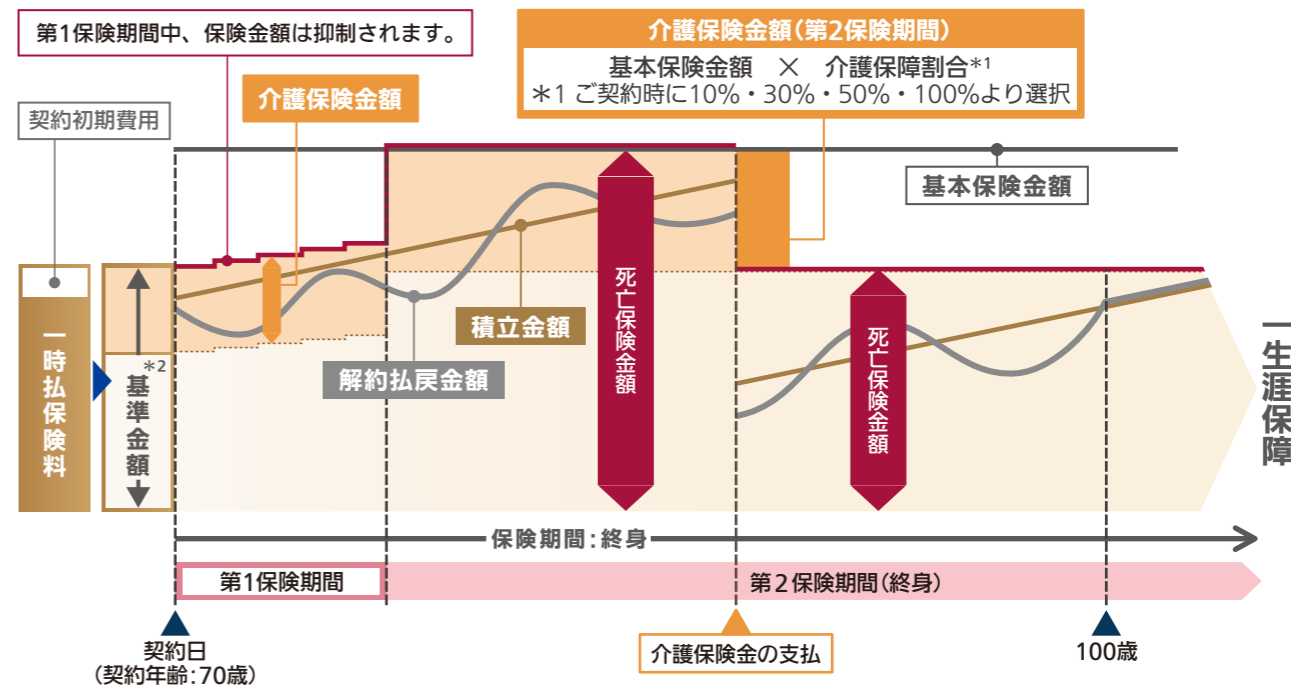 第1保険期間中、保険金額は抑制されます。
介護保険金額(第2保険期間)
基本保険金額 × 介護保障割合*1
*1 ご契約時に10%・30%・50%・100%より選択
介護保険金額
契約初期費用
基本保険金額
一時払保険料
*2
基準金額
積立金額
解約払戻金額
死亡保険金額
死亡保険金額
一生涯保障
保険期間:終身
第1保険期間
第2保険期間(終身)
契約日
(契約年齢:70歳)
介護保険金の支払
100歳